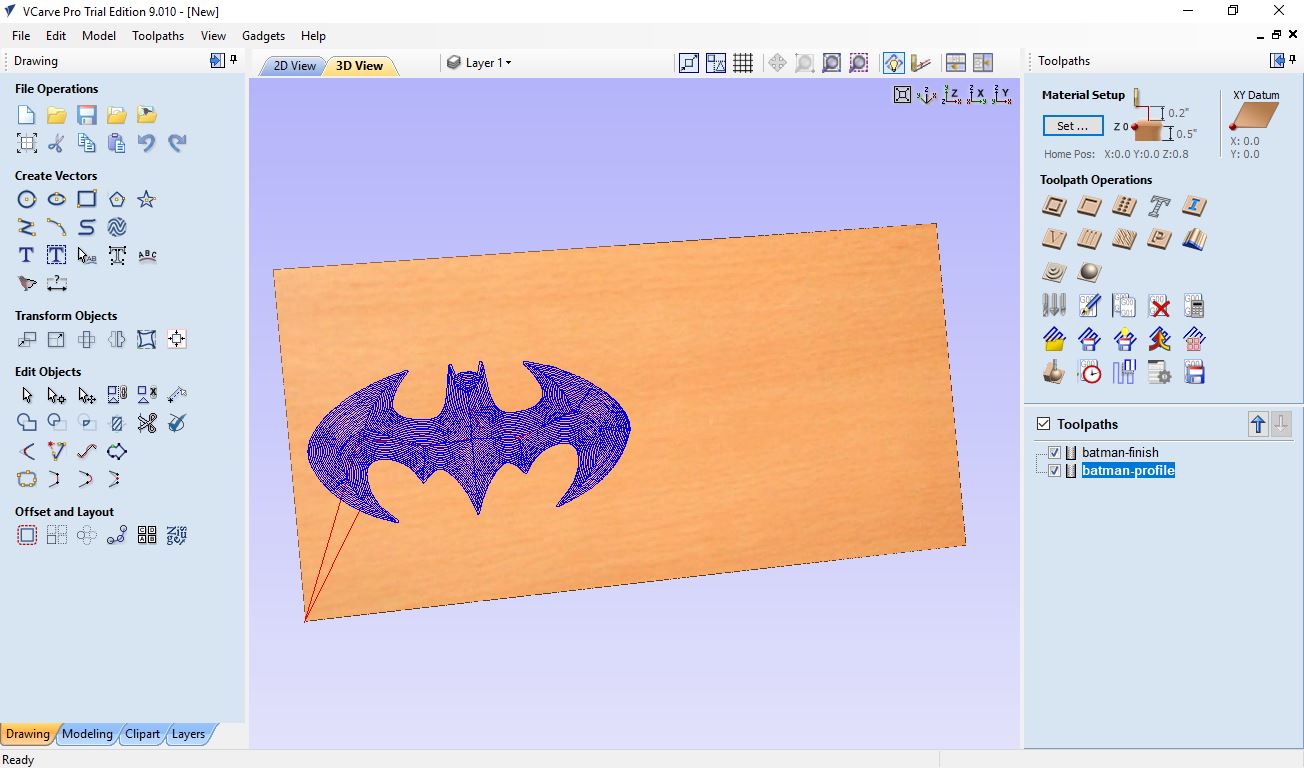 VCarve Pro Trial Edition 9.010 - [New]
File Edit Model Toolpaths View Gadgets Help
Drawing
2D View 3D View
Layer 1
Toolpaths
File Operations
Create Vectors
Transform Objects
Edit Objects
Offset and Layout
Material Setup
Set ...
Z 0
0.2"
0.5"
XY Datum
X: 0.0
Y: 0.0
Home Pos: X:0.0 Y:0.0 Z:0.8
Toolpath Operations
Toolpaths
batman-finish
batman-profile
Drawing Modeling Clipart Layers
Ready